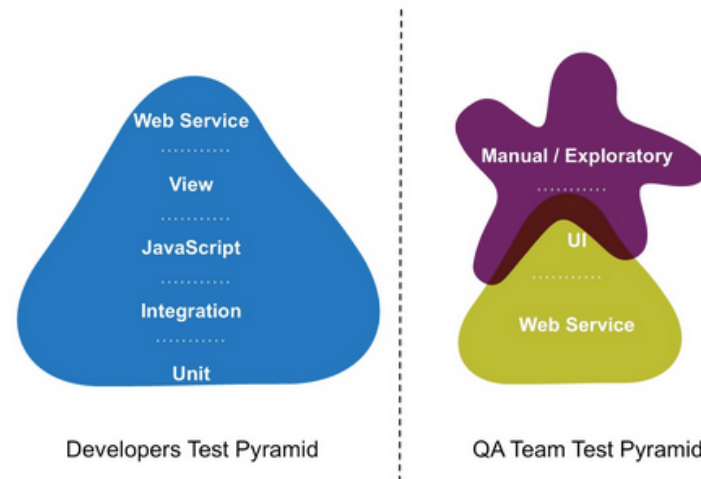 Web Service
View
JavaScript
Integration
Unit
Developers Test Pyramid
Manual / Exploratory
UI
Web Service
QA Team Test Pyramid